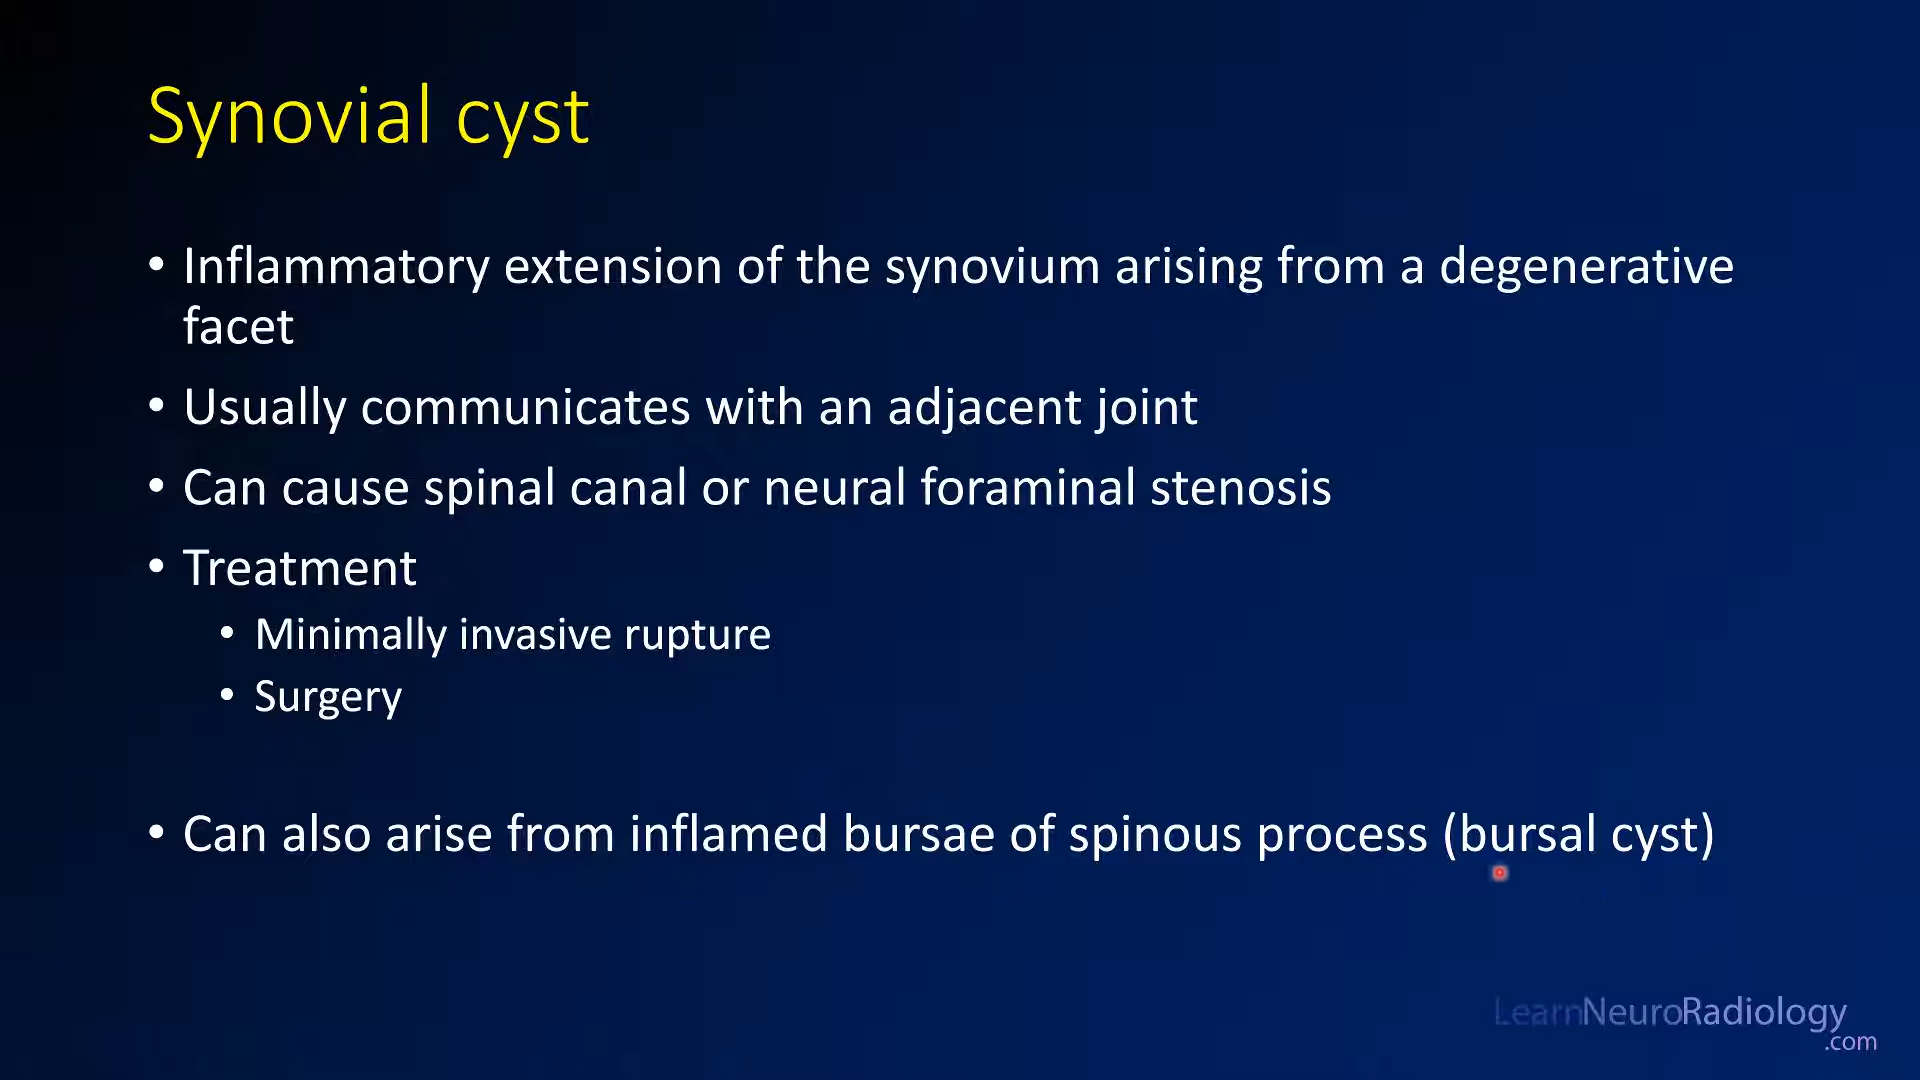 Synovial cyst
• Inflammatory extension of the synovium arising from a degenerative
facet
• Usually communicates with an adjacent joint
• Can cause spinal canal or neural foraminal stenosis
• Treatment
• Minimally invasive rupture
• Surgery
• Can also arise from inflamed bursae of spinous process (bursal cyst)
LearnNeuroRadiology
.com